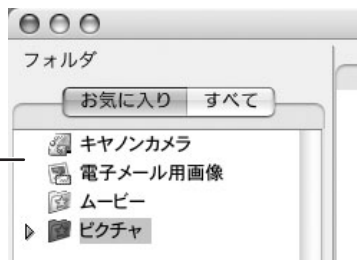 フォルダ
お気に入り すべて
キヤノンカメラ
電子メール用画像
ムービー
ピクチャ